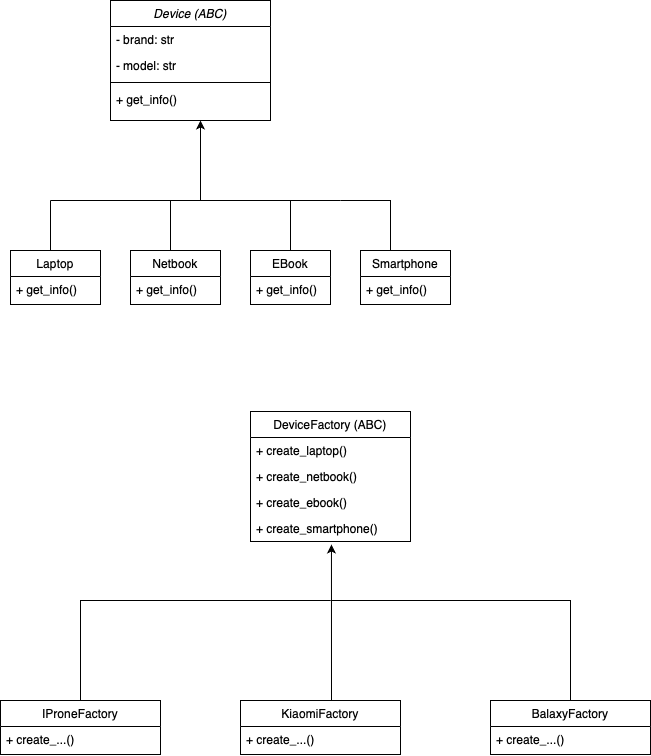 Device (ABC)
- brand: str
- model: str
+ get_info()
Laptop
+ get_info()
Netbook
+ get_info()
EBook
+ get_info()
Smartphone
+ get_info()
DeviceFactory (ABC)
+ create_laptop()
+ create_netbook()
+ create_ebook()
+ create_smartphone()
IProneFactory
+ create_...()
KiaomiFactory
+ create_...()
BalaxyFactory
+ create_...()